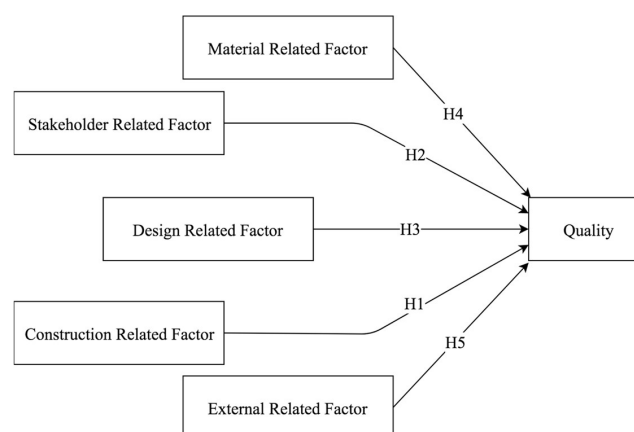 Material Related Factor
H4
Stakeholder Related Factor
H2
Design Related Factor
H3
Quality
H1
Construction Related Factor
H5
External Related Factor